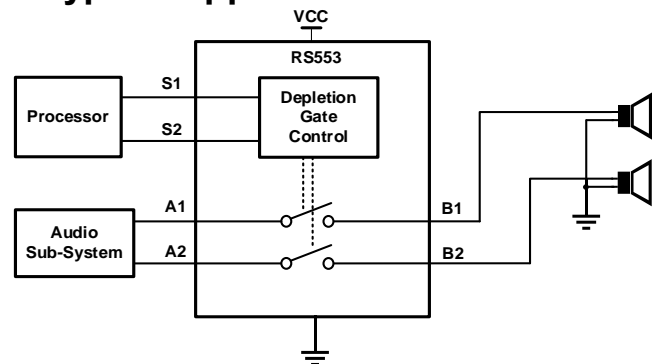 VCC
RS553
S1
Processor
S2
Depletion
Gate
Control
A1
Audio
Sub-System
A2
B1
B2